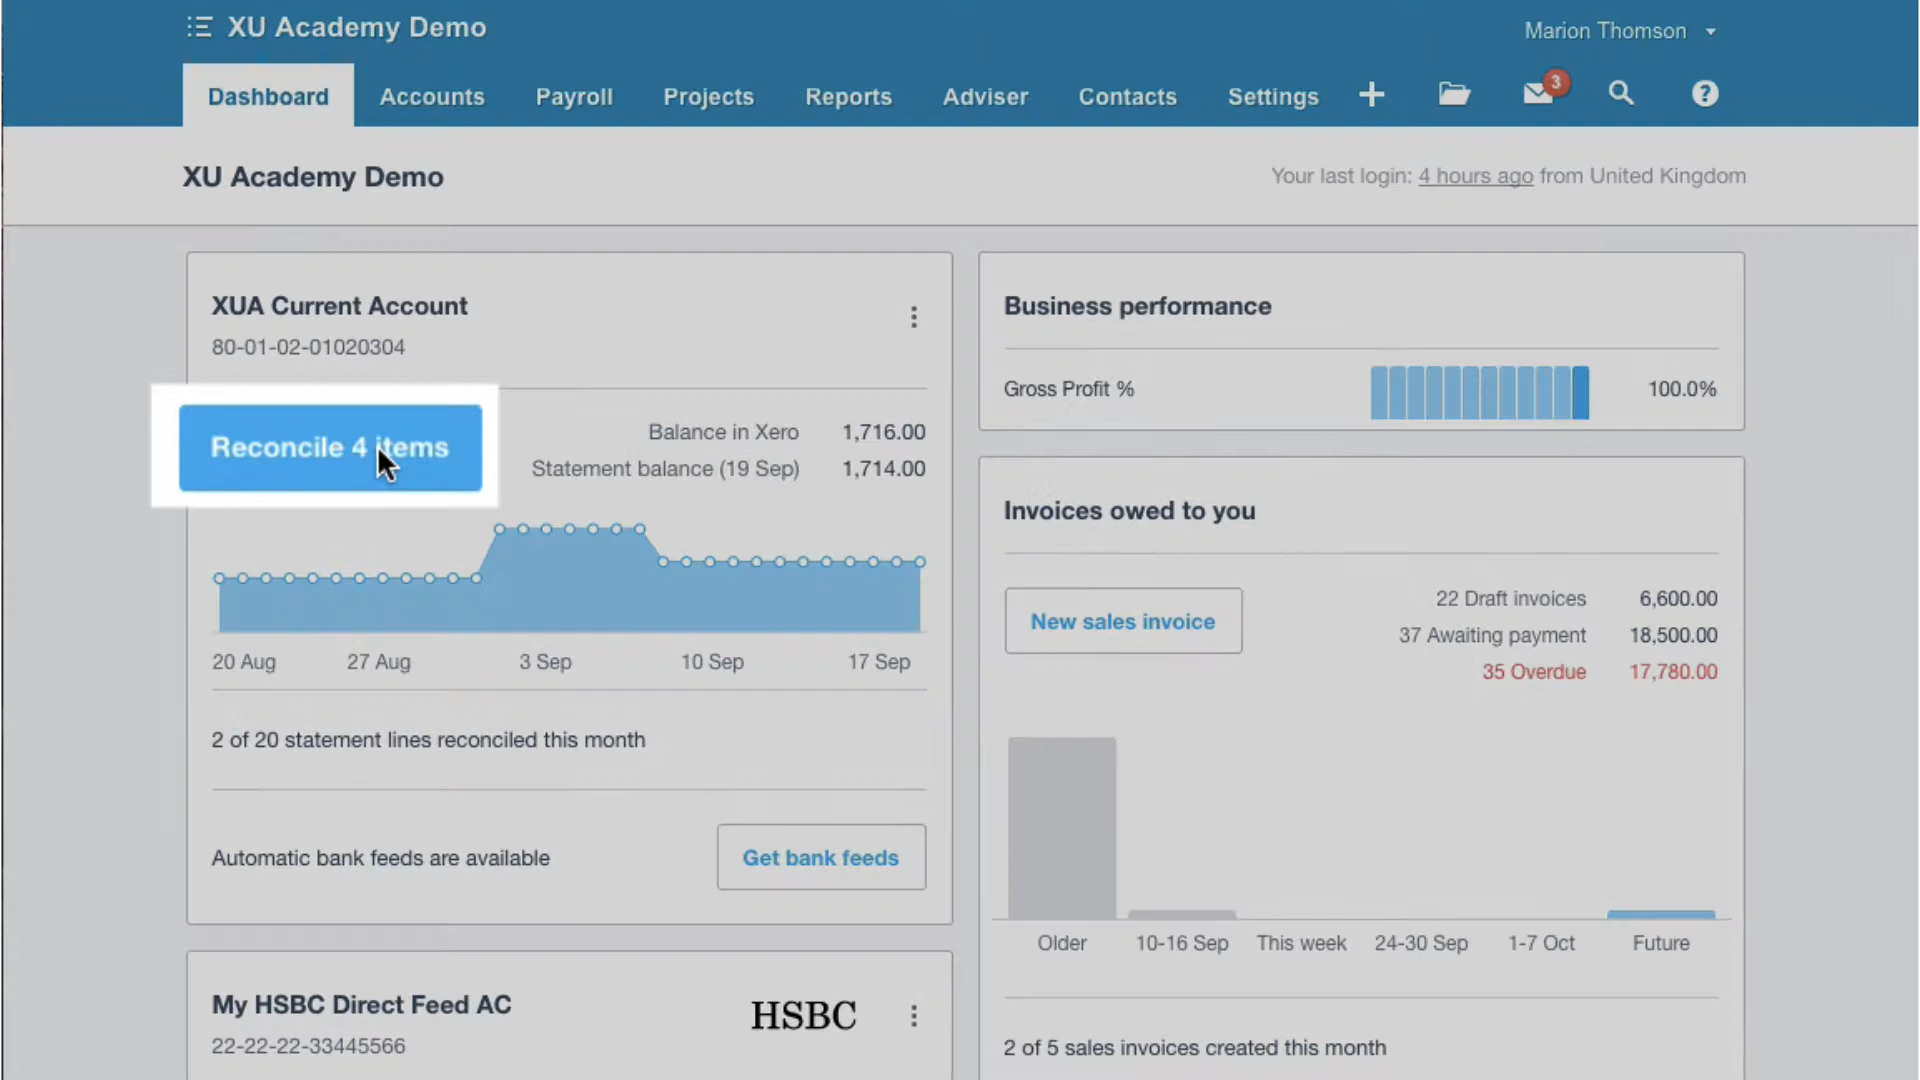 XU Academy Demo
Marion Thomson
Dashboard
Accounts
Payroll
Projects
Reports
Adviser
Contacts
Settings
3
XU Academy Demo
Your last login: 4 hours ago from United Kingdom
XUA Current Account
80-01-02-01020304
Reconcile 4 items
Balance in Xero 1,716.00
Statement balance (19 Sep) 1,714.00
20 Aug 27 Aug 3 Sep 10 Sep 17 Sep
2 of 20 statement lines reconciled this month
Automatic bank feeds are available
Get bank feeds
My HSBC Direct Feed AC
HSBC
22-22-22-33445566
Business performance
Gross Profit % 100.0%
Invoices owed to you
New sales invoice
22 Draft invoices 6,600.00
37 Awaiting payment 18,500.00
35 Overdue 17,780.00
Older 10-16 Sep This week 24-30 Sep 1-7 Oct Future
2 of 5 sales invoices created this month